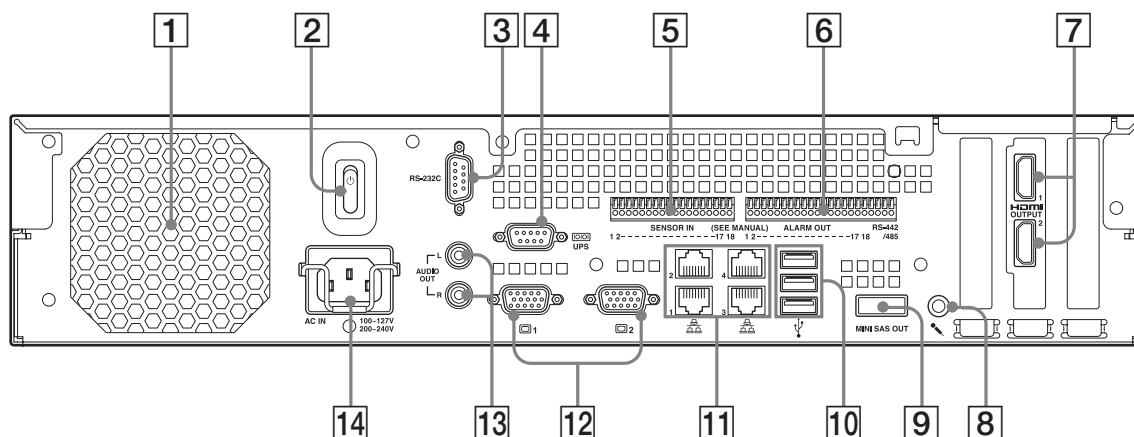 1 2 3 4 5 6 7
RS-232C
1
HDMI
OUTPUT
2
SENSOR IN (SEE MANUAL) ALARM OUT RS-442
/485
1 2 17 18 1 2 17 18
UPS
L
AUDIO
OUT
R
2 4
1 3
AC IN 100-127V
200-240V
1 2
MINI SAS OUT
14 13 12 11 10 9 8